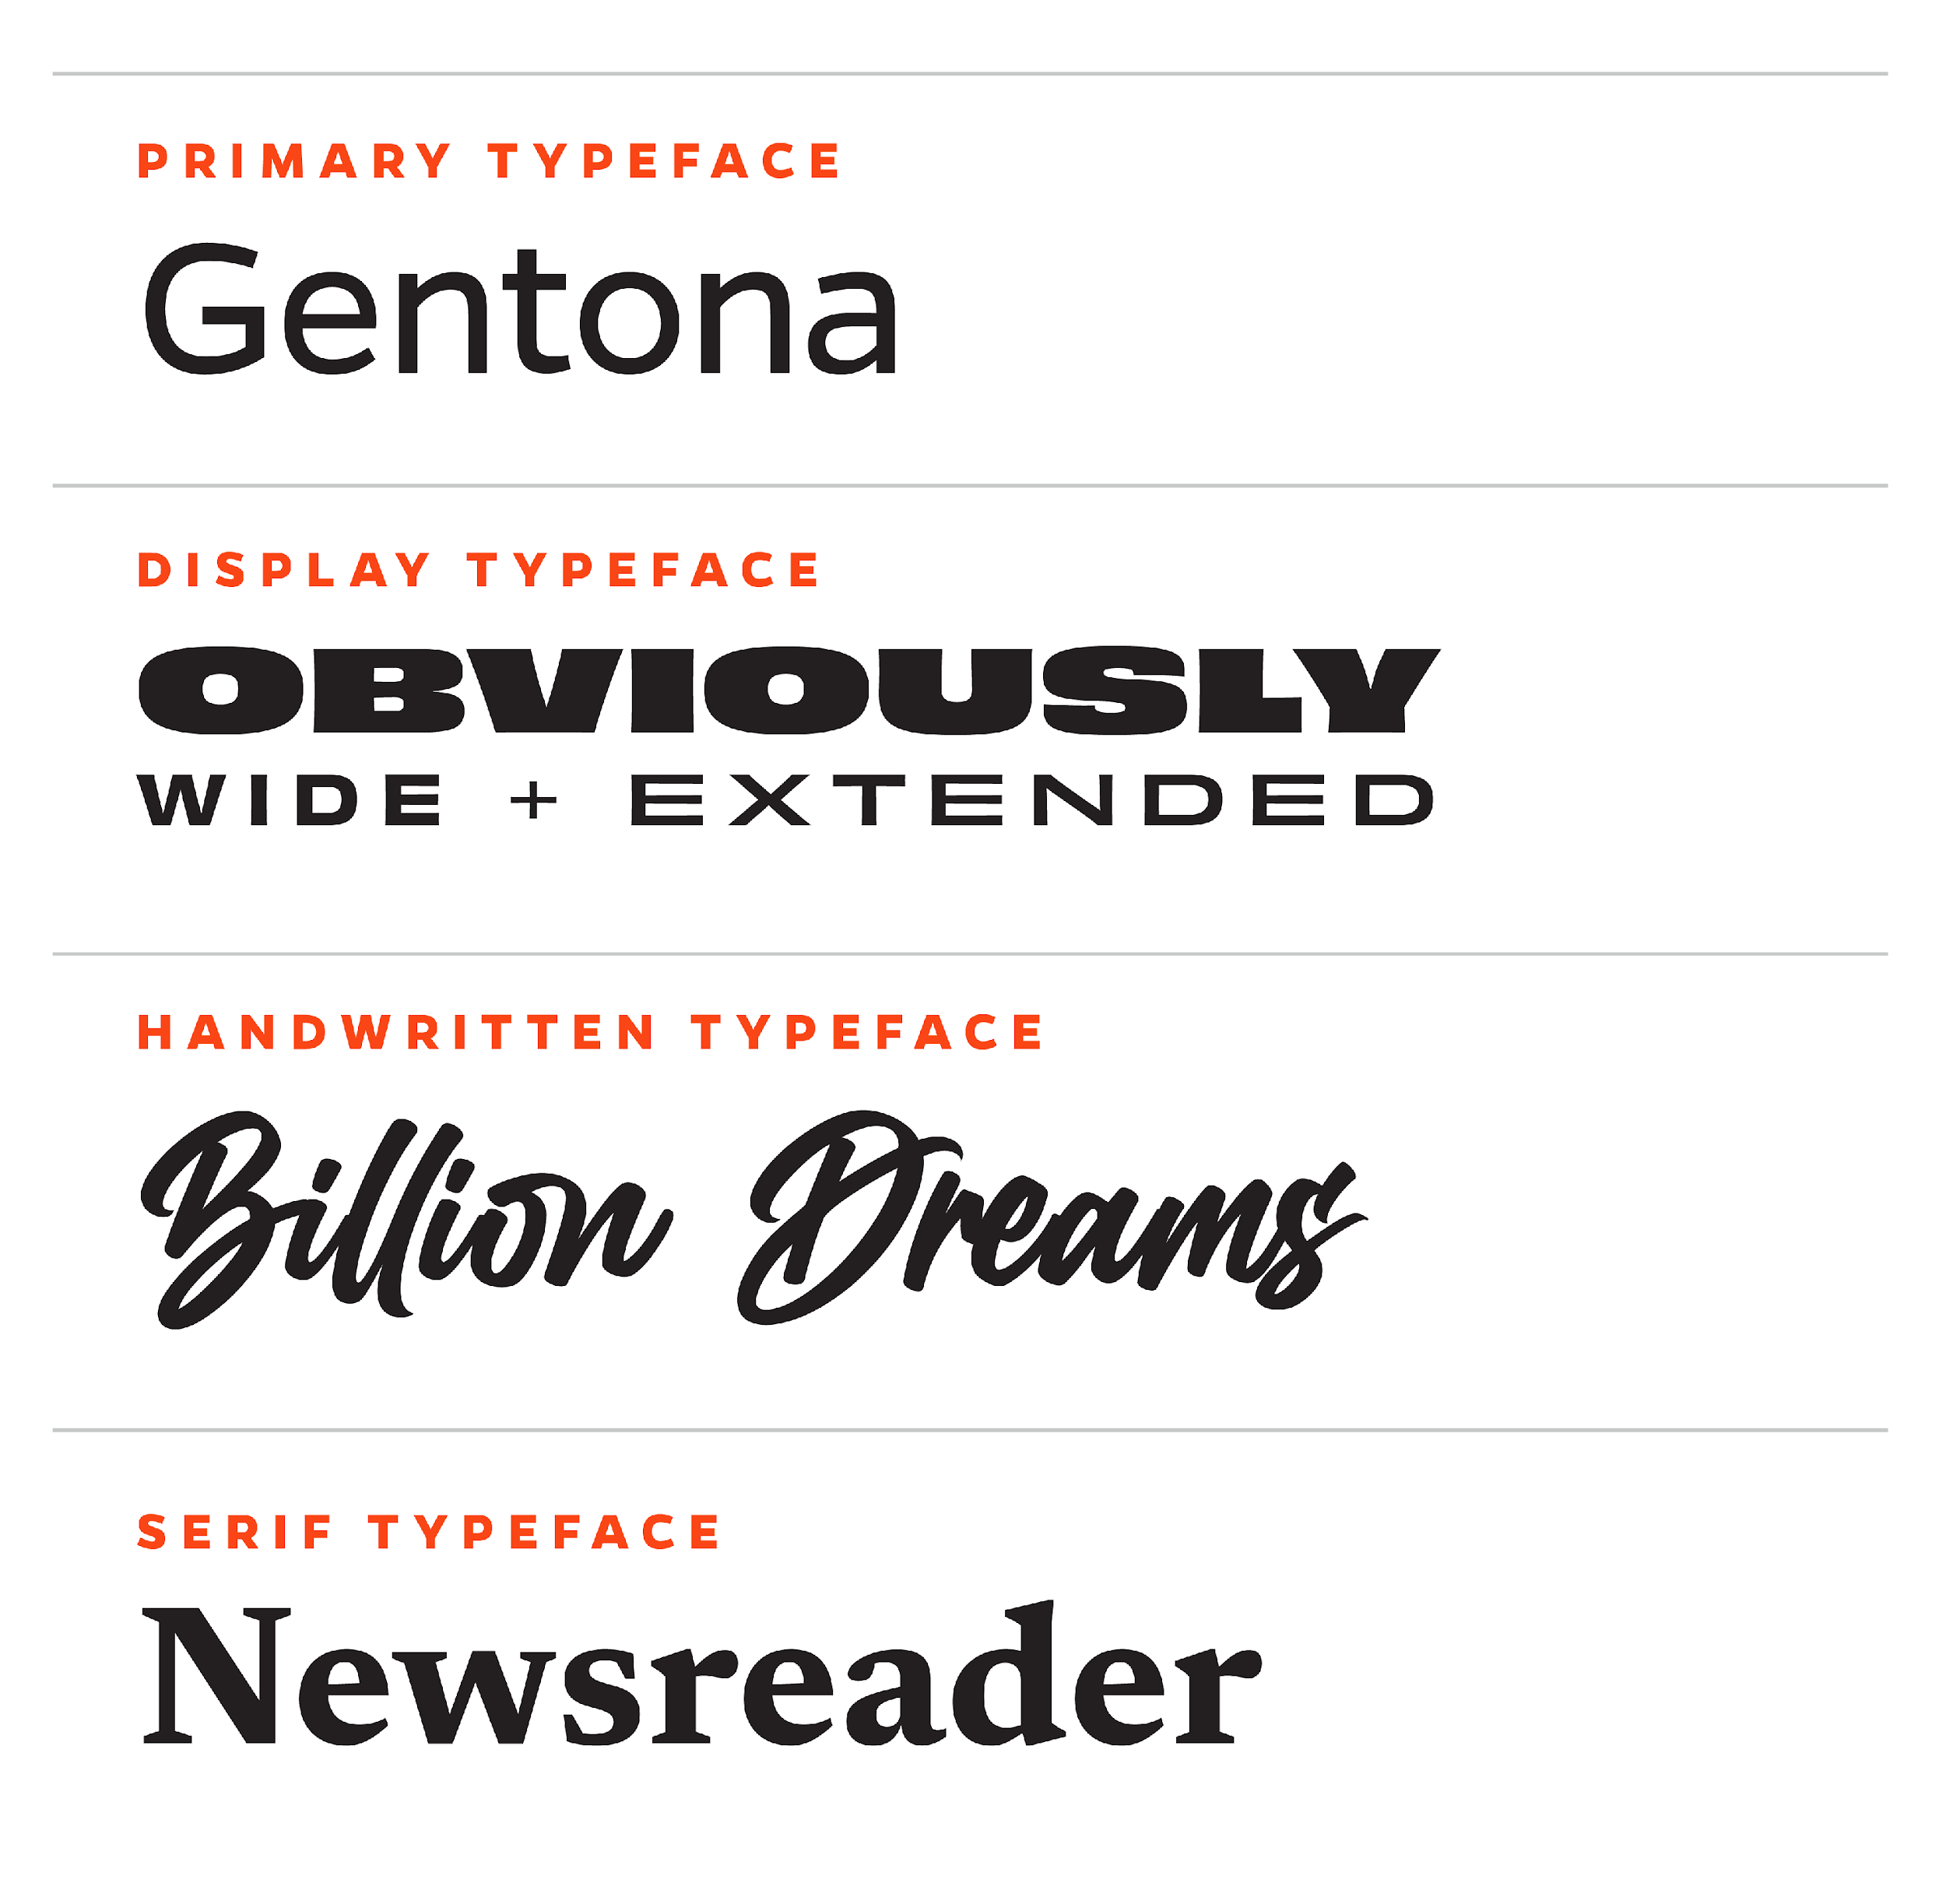 PRIMARY TYPEFACE
Gentona
DISPLAY TYPEFACE
OBVIOUSLY
WIDE + EXTENDED
HANDWRITTEN TYPEFACE
Billion Dreams
SERIF TYPEFACE
Newsreader